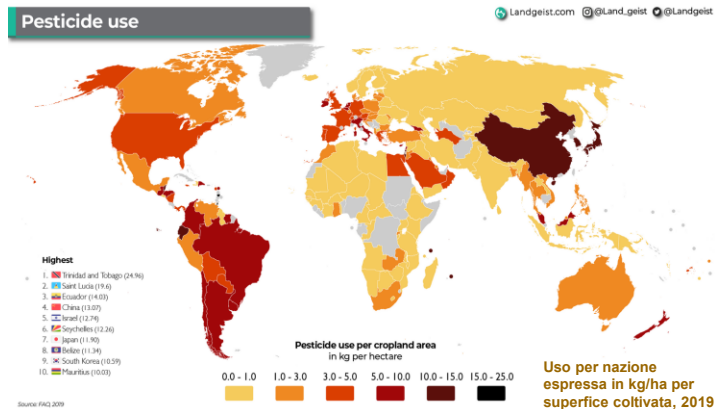 Pesticide use
Landgeist.com @Land_geist @Landgeist
Highest
1. Trinidad and Tobago (24.96)
2. Saint Lucia (19.6)
3. Ecuador (14.03)
4. China (13.07)
5. Israel (12.74)
6. Seychelles (12.26)
7. Japan (11.90)
8. Belize (11.34)
9. South Korea (10.59)
10. Mauritius (10.03)
Pesticide use per cropland area
in kg per hectare
0.0 - 1.0 1.0 - 3.0 3.0 - 5.0 5.0 - 10.0 10.0 - 15.0 15.0 - 25.0
Uso per nazione
espressa in kg/ha per
superfice coltivata, 2019
Source: FAO, 2019